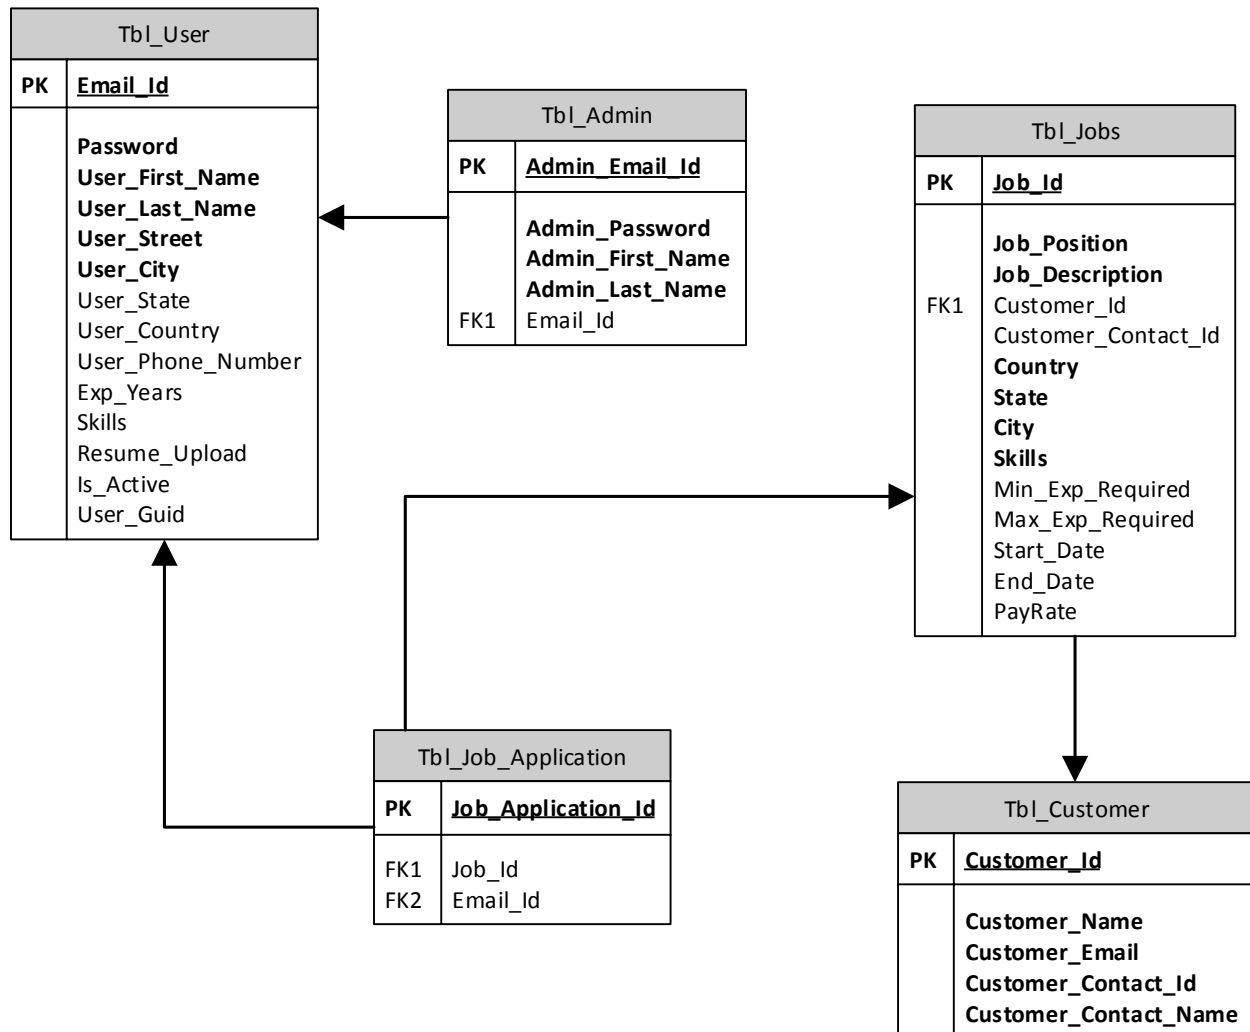 Tbl_User
PK Email_Id
Password
User_First_Name
User_Last_Name
User_Street
User_City
User_State
User_Country
User_Phone_Number
Exp_Years
Skills
Resume_Upload
Is_Active
User_Guid
Tbl_Admin
PK Admin_Email_Id
Admin_Password
Admin_First_Name
Admin_Last_Name
FK1 Email_Id
Tbl_Jobs
PK Job_Id
Job_Position
Job_Description
FK1 Customer_Id
Customer_Contact_Id
Country
State
City
Skills
Min_Exp_Required
Max_Exp_Required
Start_Date
End_Date
PayRate
Tbl_Job_Application
PK Job_Application_Id
FK1 Job_Id
FK2 Email_Id
Tbl_Customer
PK Customer_Id
Customer_Name
Customer_Email
Customer_Contact_Id
Customer_Contact_Name